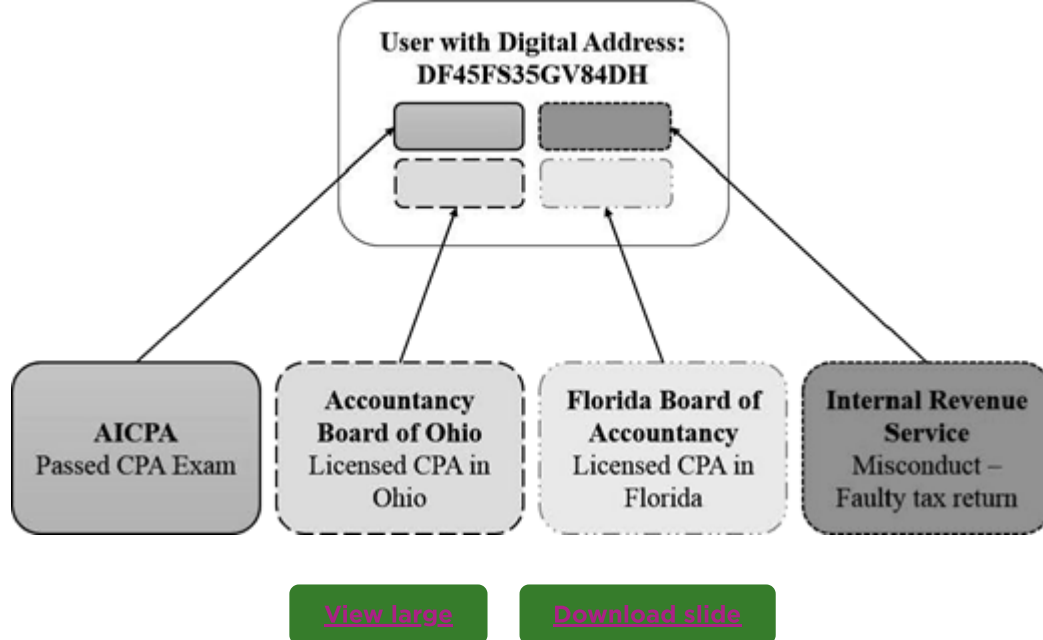 User with Digital Address:
DF45FS35GV84DH
AICPA
Passed CPA Exam
Accountancy
Board of Ohio
Licensed CPA in
Ohio
Florida Board of
Accountancy
Licensed CPA in
Florida
Internal Revenue
Service
Misconduct –
Faulty tax return
View large
Download slide